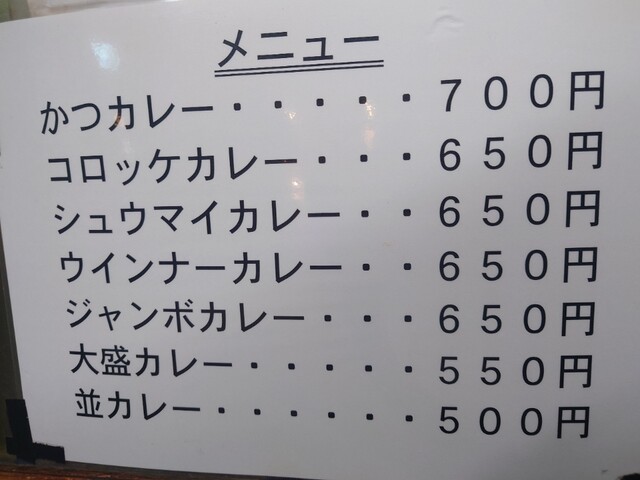 メニュー
かつカレー・・・・・７００円
コロッケカレー・・・６５０円
シュウマイカレー・・６５０円
ウインナーカレー・・６５０円
ジャンボカレー・・・６５０円
大盛カレー・・・・・５５０円
並カレー・・・・・・５００円